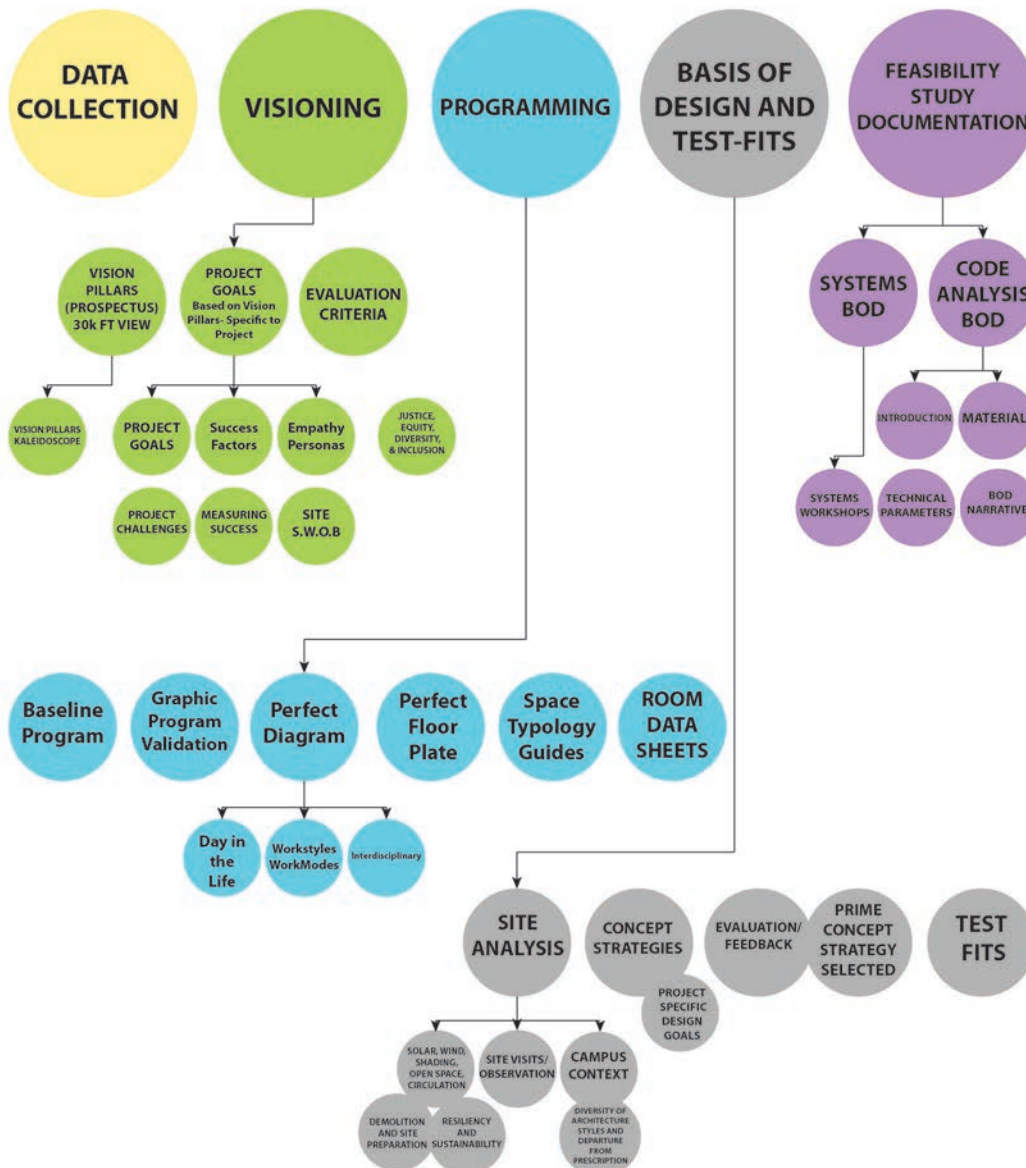 DATA
COLLECTION
VISIONING
PROGRAMMING
BASIS OF
DESIGN AND
TEST-FITS
FEASIBILITY
STUDY
DOCUMENTATION
VISION
PILLARS
(PROSPECTUS)
30k FT VIEW
PROJECT
GOALS
Based on Vision
Pillars- Specific to
Project
EVALUATION
CRITERIA
SYSTEMS
BOD
CODE
ANALYSIS
BOD
VISION PILLARS
KALEIDOSCOPE
PROJECT
GOALS
Success
Factors
Empathy
Personas
JUSTICE,
EQUITY,
DIVERSITY,
& INCLUSION
INTRODUCTION
MATERIAL
PROJECT
CHALLENGES
MEASURING
SUCCESS
SITE
S.W.O.B
SYSTEMS
WORKSHOPS
TECHNICAL
PARAMETERS
BOD
NARRATIVE
Baseline
Program
Graphic
Program
Validation
Perfect
Diagram
Perfect
Floor
Plate
Space
Typology
Guides
ROOM
DATA
SHEETS
Day in
the
Life
Workstyles
WorkModes
Interdisciplinary
SITE
ANALYSIS
CONCEPT
STRATEGIES
EVALUATION/
FEEDBACK
PRIME
CONCEPT
STRATEGY
SELECTED
TEST
FITS
PROJECT
SPECIFIC
DESIGN
GOALS
SOLAR, WIND,
SHADING,
OPEN SPACE,
CIRCULATION
SITE VISITS/
OBSERVATION
CAMPUS
CONTEXT
DEMOLITION
AND SITE
PREPARATION
RESILIENCY
AND
SUSTAINABILITY
DIVERSITY OF
ARCHITECTURE
STYLES AND
DEPARTURE
FROM
PRESCRIPTION